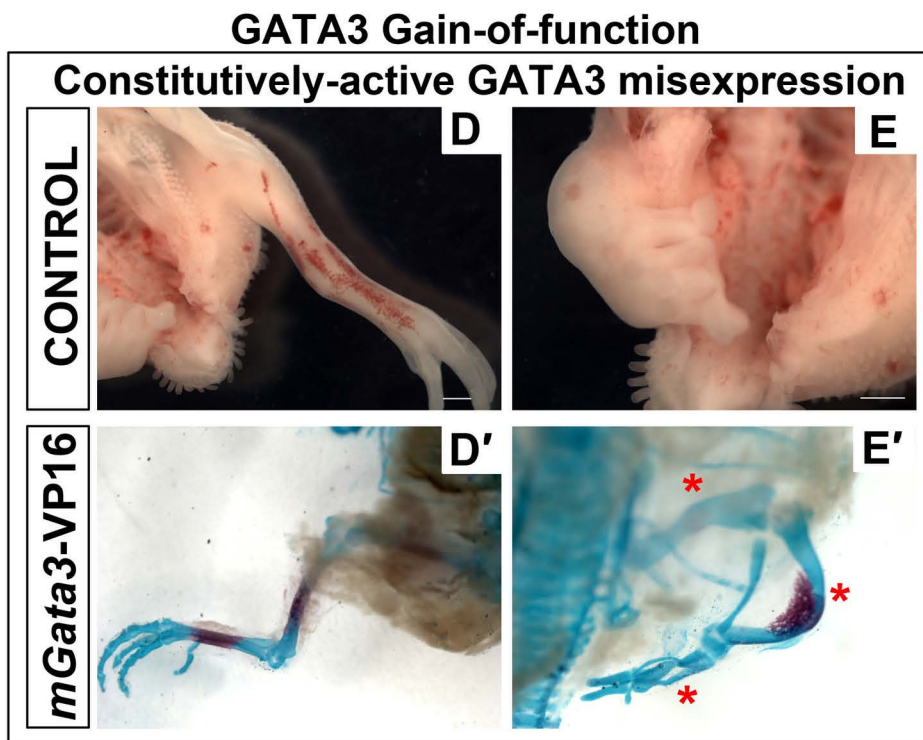 GATA3 Gain-of-function
Constitutively-active GATA3 misexpression
CONTROL
D
E
mGata3-VP16
D′
E′
*
*
*